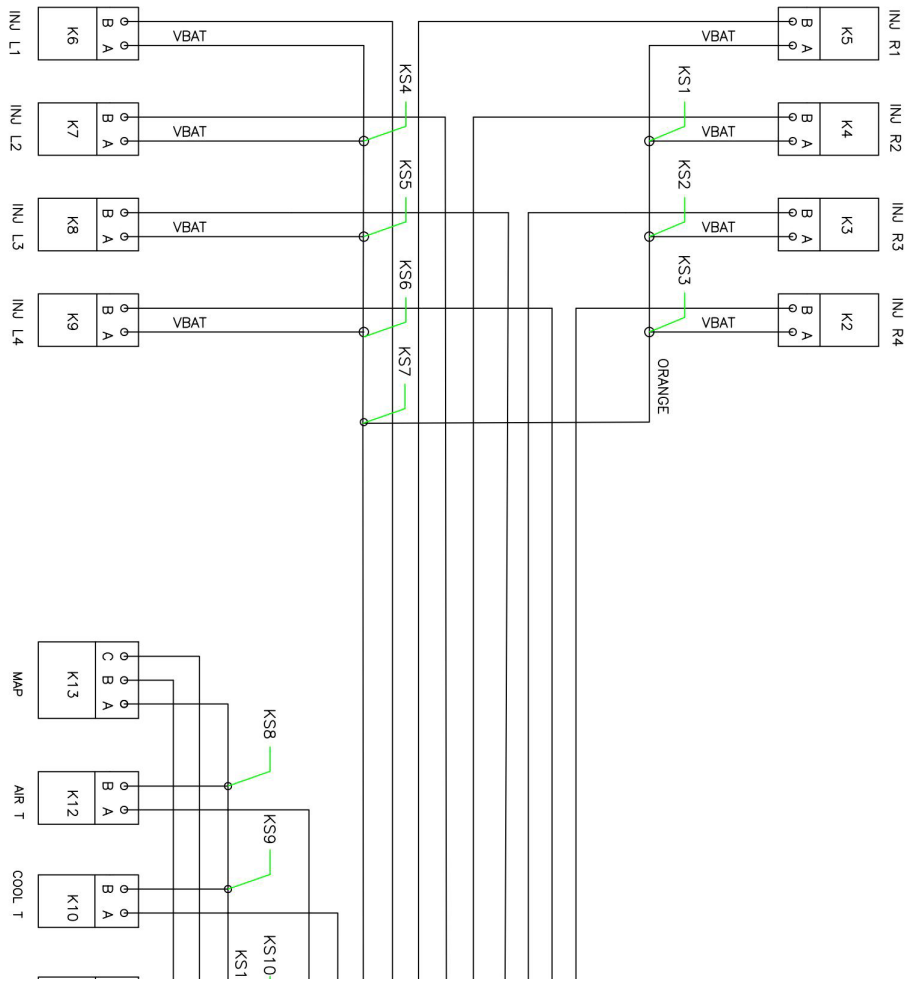 INJ L1
K6
B
A
VBAT
INJ L2
K7
B
A
VBAT
INJ L3
K8
B
A
VBAT
INJ L4
K9
B
A
VBAT
KS4
KS5
KS6
KS7
KS1
KS2
KS3
ORANGE
INJ R1
K5
B
A
VBAT
INJ R2
K4
B
A
VBAT
INJ R3
K3
B
A
VBAT
INJ R4
K2
B
A
VBAT
MAP
K13
C
B
A
KS8
AIR T
K12
B
A
KS9
COOL T
K10
B
A
KS10
KS1